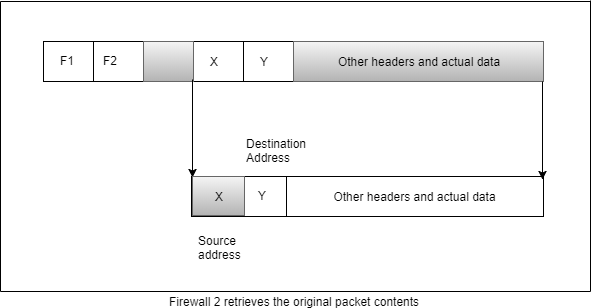 F1 F2 X Y Other headers and actual data
Destination
Address
X Y Other headers and actual data
Source
address
Firewall 2 retrieves the original packet contents